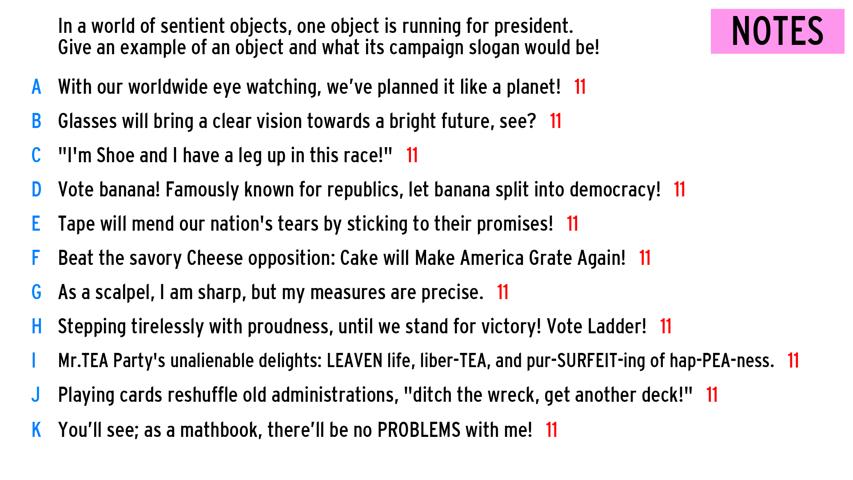 In a world of sentient objects, one object is running for president.
Give an example of an object and what its campaign slogan would be!
NOTES
A With our worldwide eye watching, we've planned it like a planet! 11
B Glasses will bring a clear vision towards a bright future, see? 11
C "I'm Shoe and I have a leg up in this race!" 11
D Vote banana! Famously known for republics, let banana split into democracy! 11
E Tape will mend our nation's tears by sticking to their promises! 11
F Beat the savory Cheese opposition: Cake will Make America Grate Again! 11
G As a scalpel, I am sharp, but my measures are precise. 11
H Stepping tirelessly with proudness, until we stand for victory! Vote Ladder! 11
I Mr.TEA Party's unalienable delights: LEAVEN life, liber-TEA, and pur-SURFEIT-ing of hap-PEA-ness. 11
J Playing cards reshuffle old administrations, "ditch the wreck, get another deck!" 11
K You'll see; as a mathbook, there'll be no PROBLEMS with me! 11